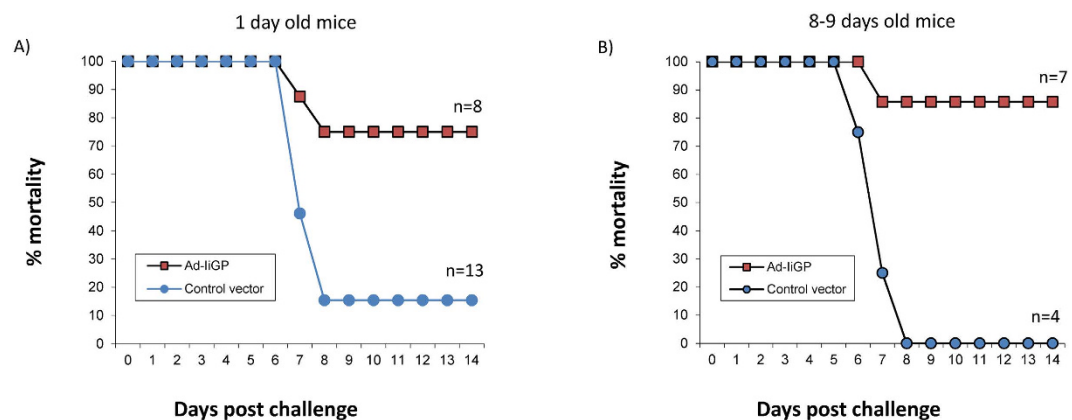 1 day old mice
A)
% mortality
100
90
80
70
60
50
40
30
20
10
0
n=8
n=13
Ad-IiGP
Control vector
0 1 2 3 4 5 6 7 8 9 10 11 12 13 14
Days post challenge
8-9 days old mice
B)
% mortality
100
90
80
70
60
50
40
30
20
10
0
n=7
n=4
Ad-IiGP
Control vector
0 1 2 3 4 5 6 7 8 9 10 11 12 13 14
Days post challenge